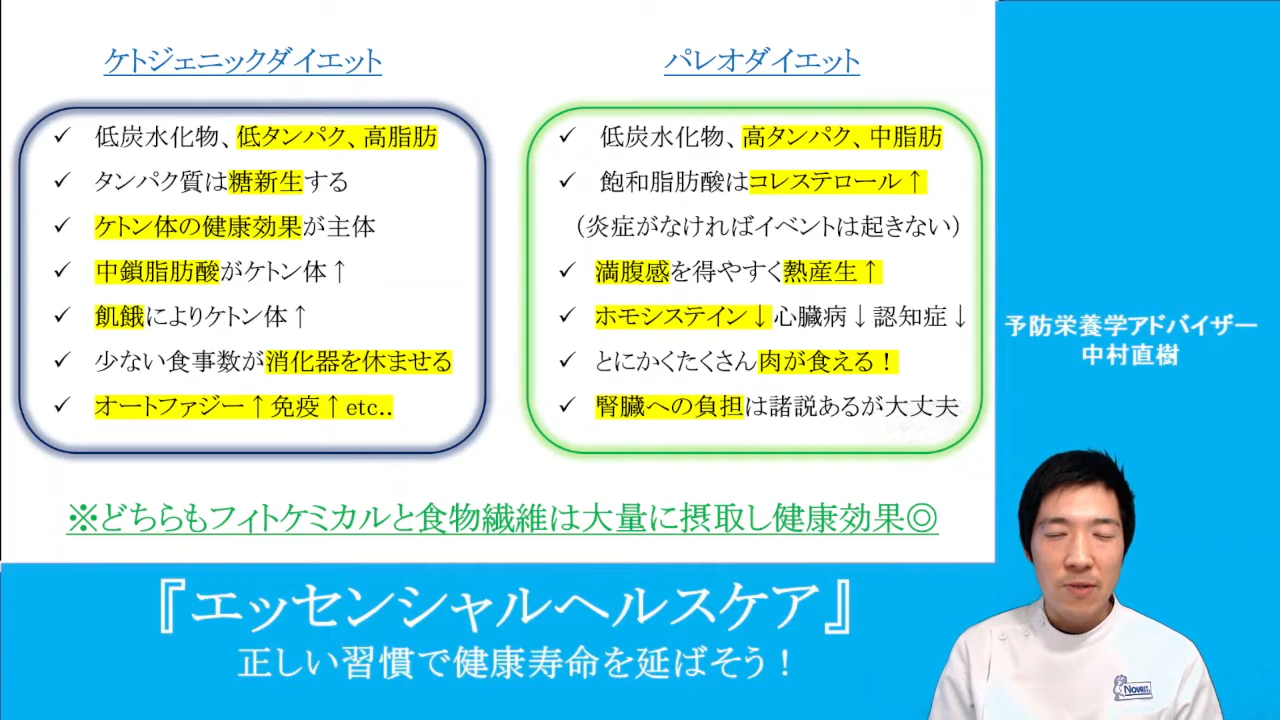 ケトジェニックダイエット
✓ 低炭水化物、低タンパク、高脂肪
✓ タンパク質は糖新生する
✓ ケトン体の健康効果が主体
✓ 中鎖脂肪酸がケトン体↑
✓ 飢餓によりケトン体↑
✓ 少ない食事数が消化器を休ませる
✓ オートファジー↑免疫↑etc..
パレオダイエット
✓ 低炭水化物、高タンパク、中脂肪
✓ 飽和脂肪酸はコレステロール↑
（炎症がなければイベントは起きない）
✓ 満腹感を得やすく熱産生↑
✓ ホモシステイン↓心臓病↓認知症↓
✓ とにかくたくさん肉が食える！
✓ 腎臓への負担は諸説あるが大丈夫
※どちらもフィトケミカルと食物繊維は大量に摂取し健康効果◎
予防栄養学アドバイザー
中村直樹
『エッセンシャルヘルスケア』
正しい習慣で健康寿命を延ばそう！